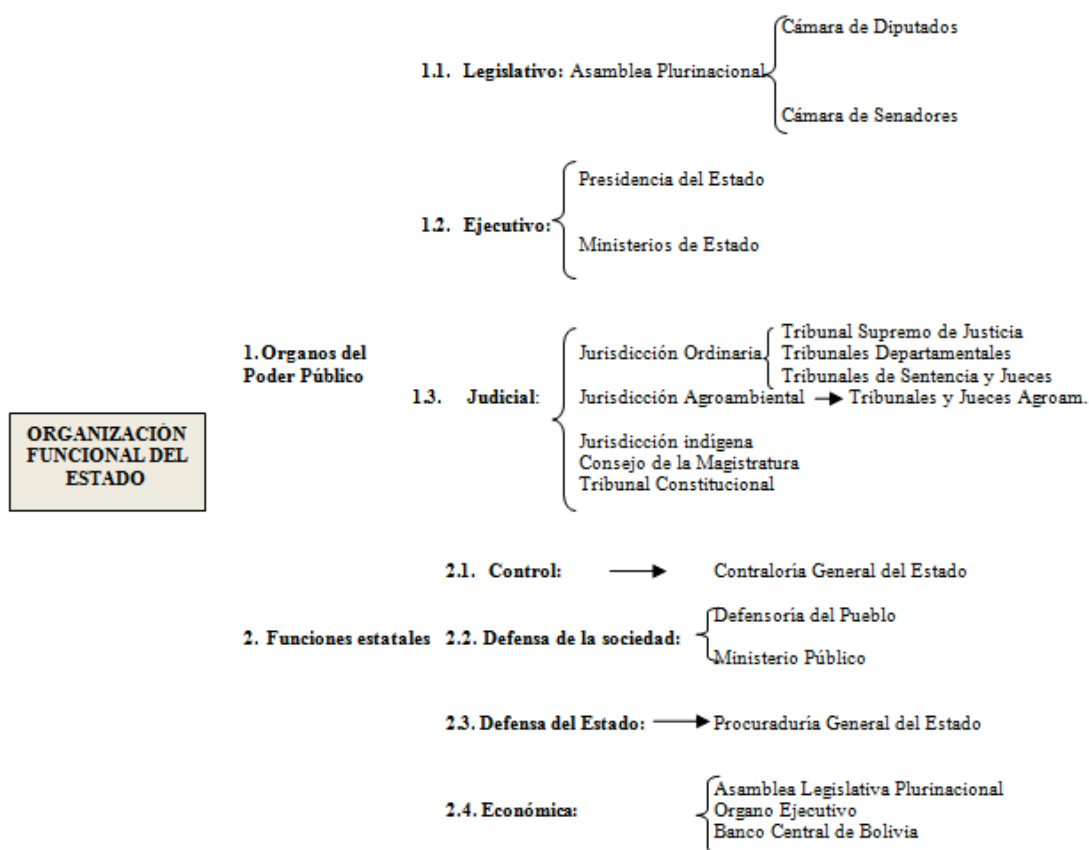 Cámara de Diputados
1.1. Legislativo: Asamblea Plurinacional
Cámara de Senadores
Presidencia del Estado
1.2. Ejecutivo:
Ministerios de Estado
1. Organos del
Poder Público
Tribunal Supremo de Justicia
Jurisdicción Ordinaria
Tribunales Departamentales
Tribunales de Sentencia y Jueces
1.3. Judicial:
Jurisdicción Agroambiental
Tribunales y Jueces Agroam.
Jurisdicción indígena
Consejo de la Magistratura
Tribunal Constitucional
ORGANIZACIÓN
FUNCIONAL DEL
ESTADO
2.1. Control:
Contraloría General del Estado
2. Funciones estatales
2.2. Defensa de la sociedad:
Defensoría del Pueblo
Ministerio Público
2.3. Defensa del Estado:
Procuraduría General del Estado
2.4. Económica:
Asamblea Legislativa Plurinacional
Organo Ejecutivo
Banco Central de Bolivia